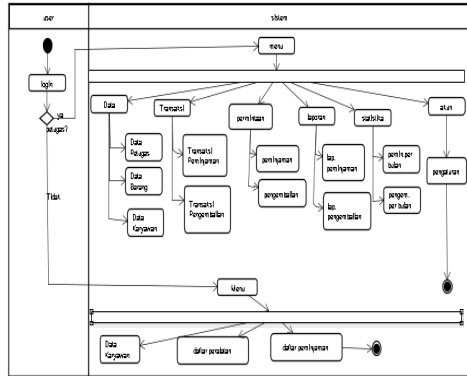 user
sistem
menu
login
ya
petugas?
Tidak
Data
Transaksi
permintaan
laporan
statistika
akun
Data
Petugas
Data
Barang
Data
Karyawan
Transaksi
Peminjaman
Transaksi
Pengembalian
peminjaman
pengembalian
lap.
peminjaman
lap.
pengembalian
pemin.per
bulan
pengem.
per bulan
pengaturan
Menu
Data
Karyawan
daftar peralatan
daftar peminjaman